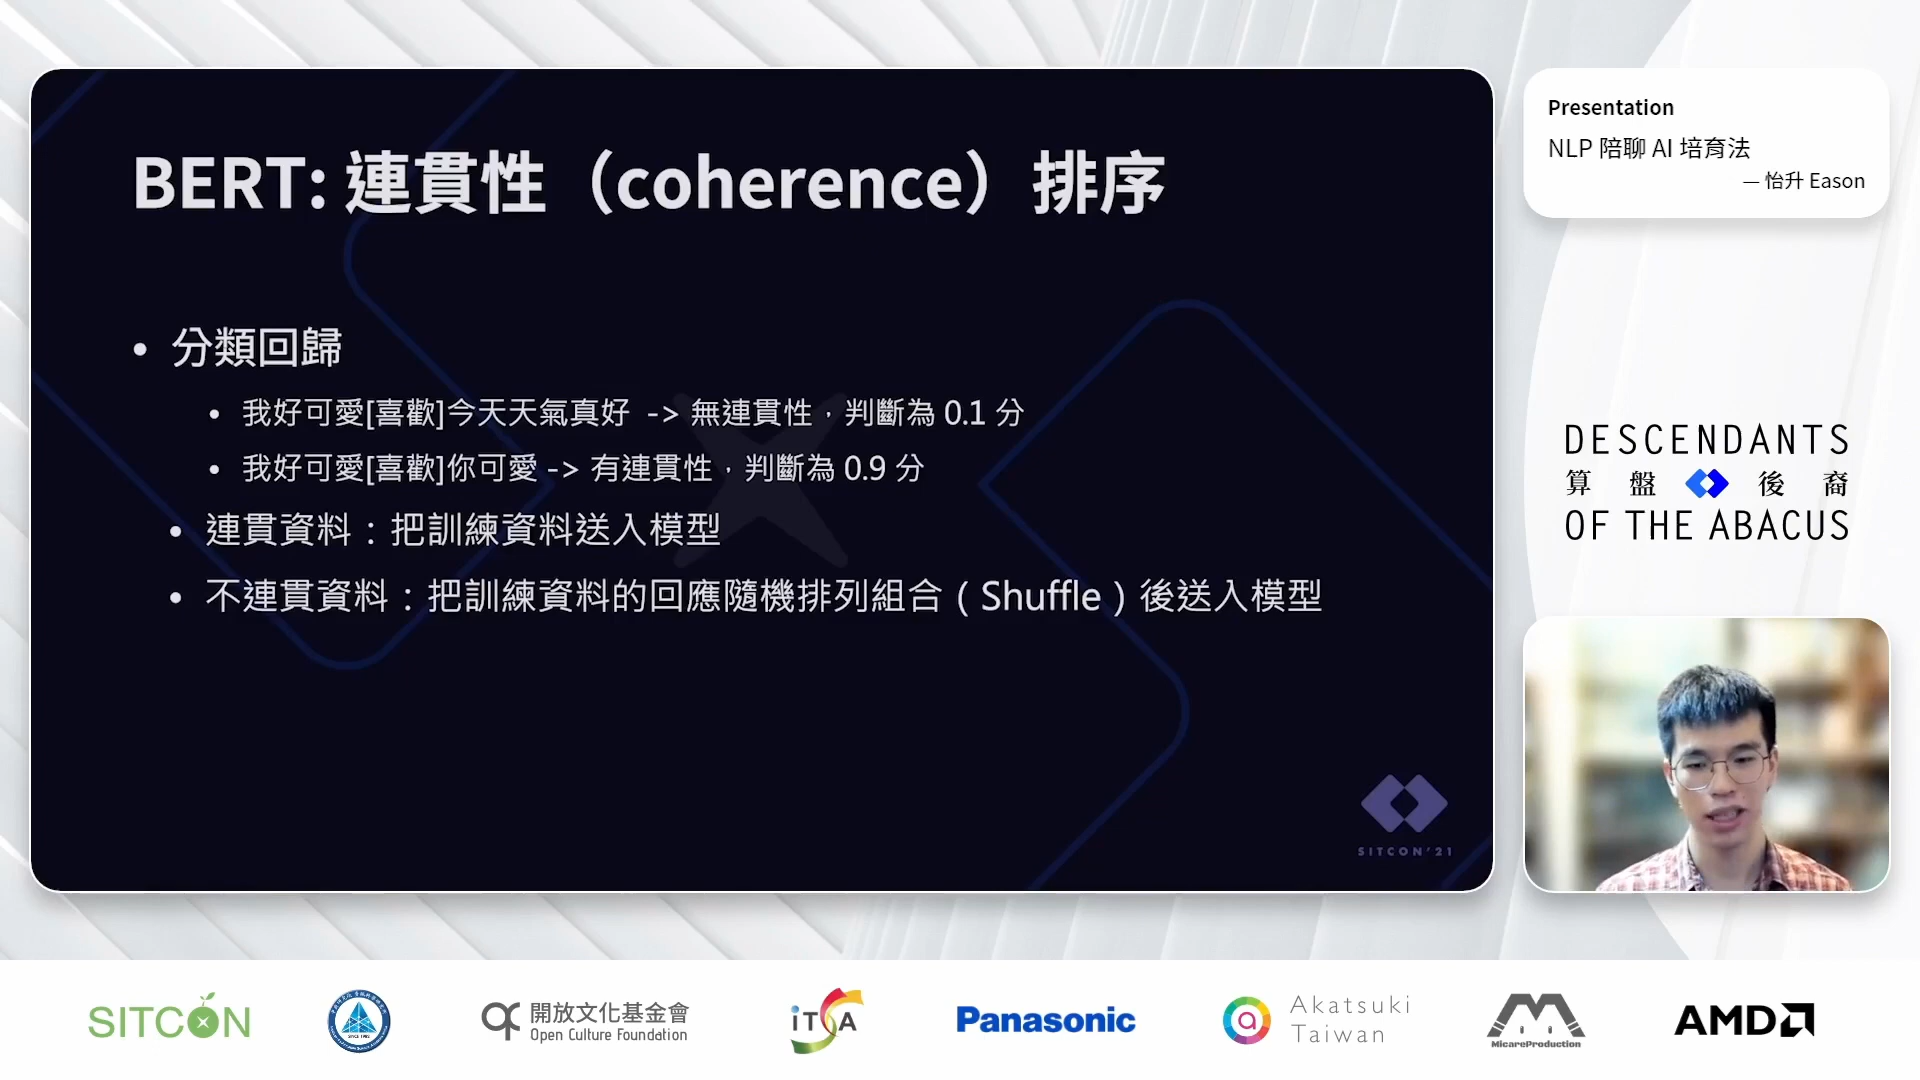 BERT: 連貫性（coherence）排序
• 分類回歸
• 我好可愛[喜歡]今天天氣真好 -> 無連貫性，判斷為 0.1 分
• 我好可愛[喜歡]你可愛 -> 有連貫性，判斷為 0.9 分
• 連貫資料：把訓練資料送入模型
• 不連貫資料：把訓練資料的回應隨機排列組合（Shuffle）後送入模型
SITCON'21
Presentation
NLP 陪聊 AI 培育法
— 怡升 Eason
DESCENDANTS
算盤後裔
OF THE ABACUS
SITCON
開放文化基金會
Open Culture Foundation
iTSA
Panasonic
Akatsuki
Taiwan
MicareProduction
AMD